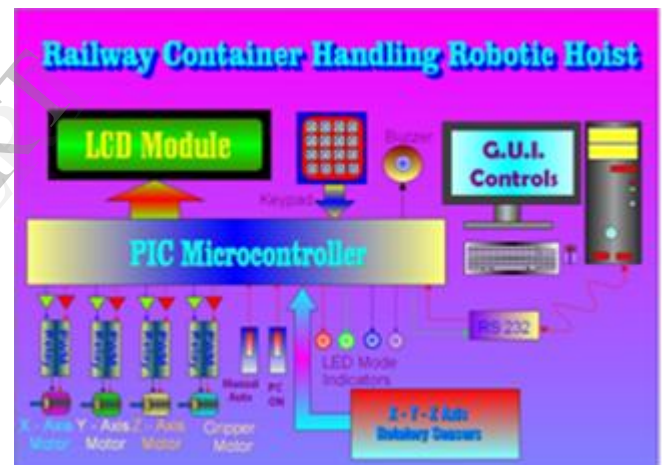 Railway Container Handling Robotic Hoist
LCD Module
Buzzer
G.U.I.
Controls
Keypad
PIC Microcontroller
RS 232
Manual
Auto
PC
ON
LED Mode
Indicators
X - Axis
Motor
Y - Axis
Motor
Z - Axis
Motor
Gripper
Motor
X - Y - Z Axis
Rotatory Sensors